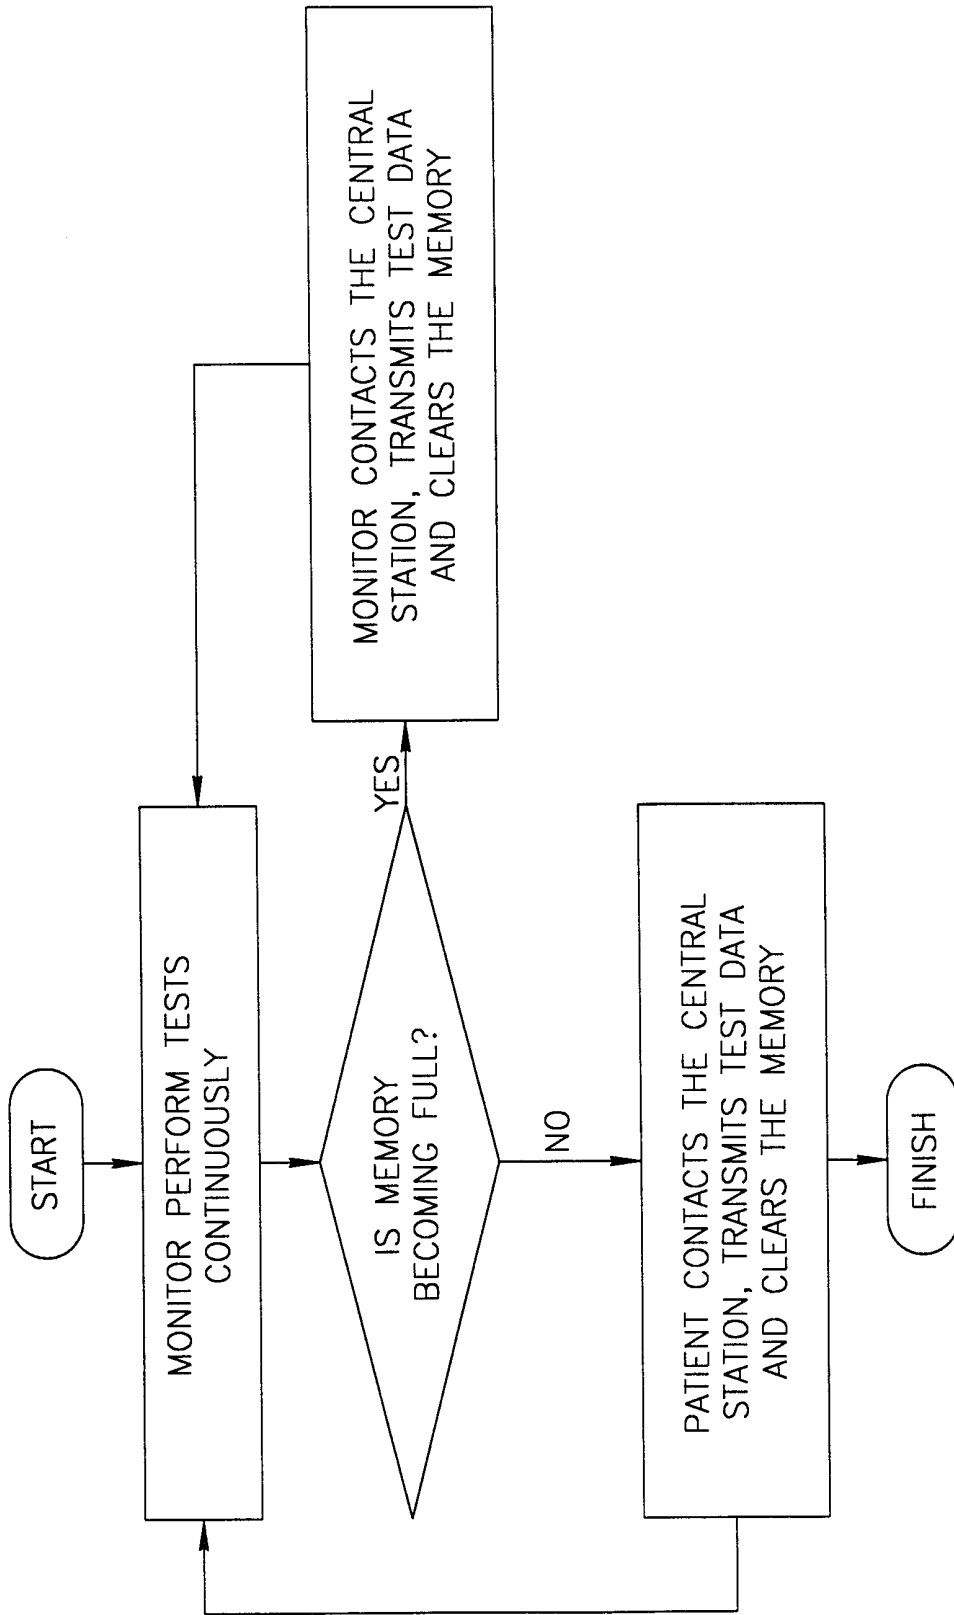 START
MONITOR PERFORM TESTS
CONTINUOUSLY
IS MEMORY
BECOMING FULL?
YES
MONITOR CONTACTS THE CENTRAL
STATION, TRANSMITS TEST DATA
AND CLEARS THE MEMORY
NO
PATIENT CONTACTS THE CENTRAL
STATION, TRANSMITS TEST DATA
AND CLEARS THE MEMORY
FINISH